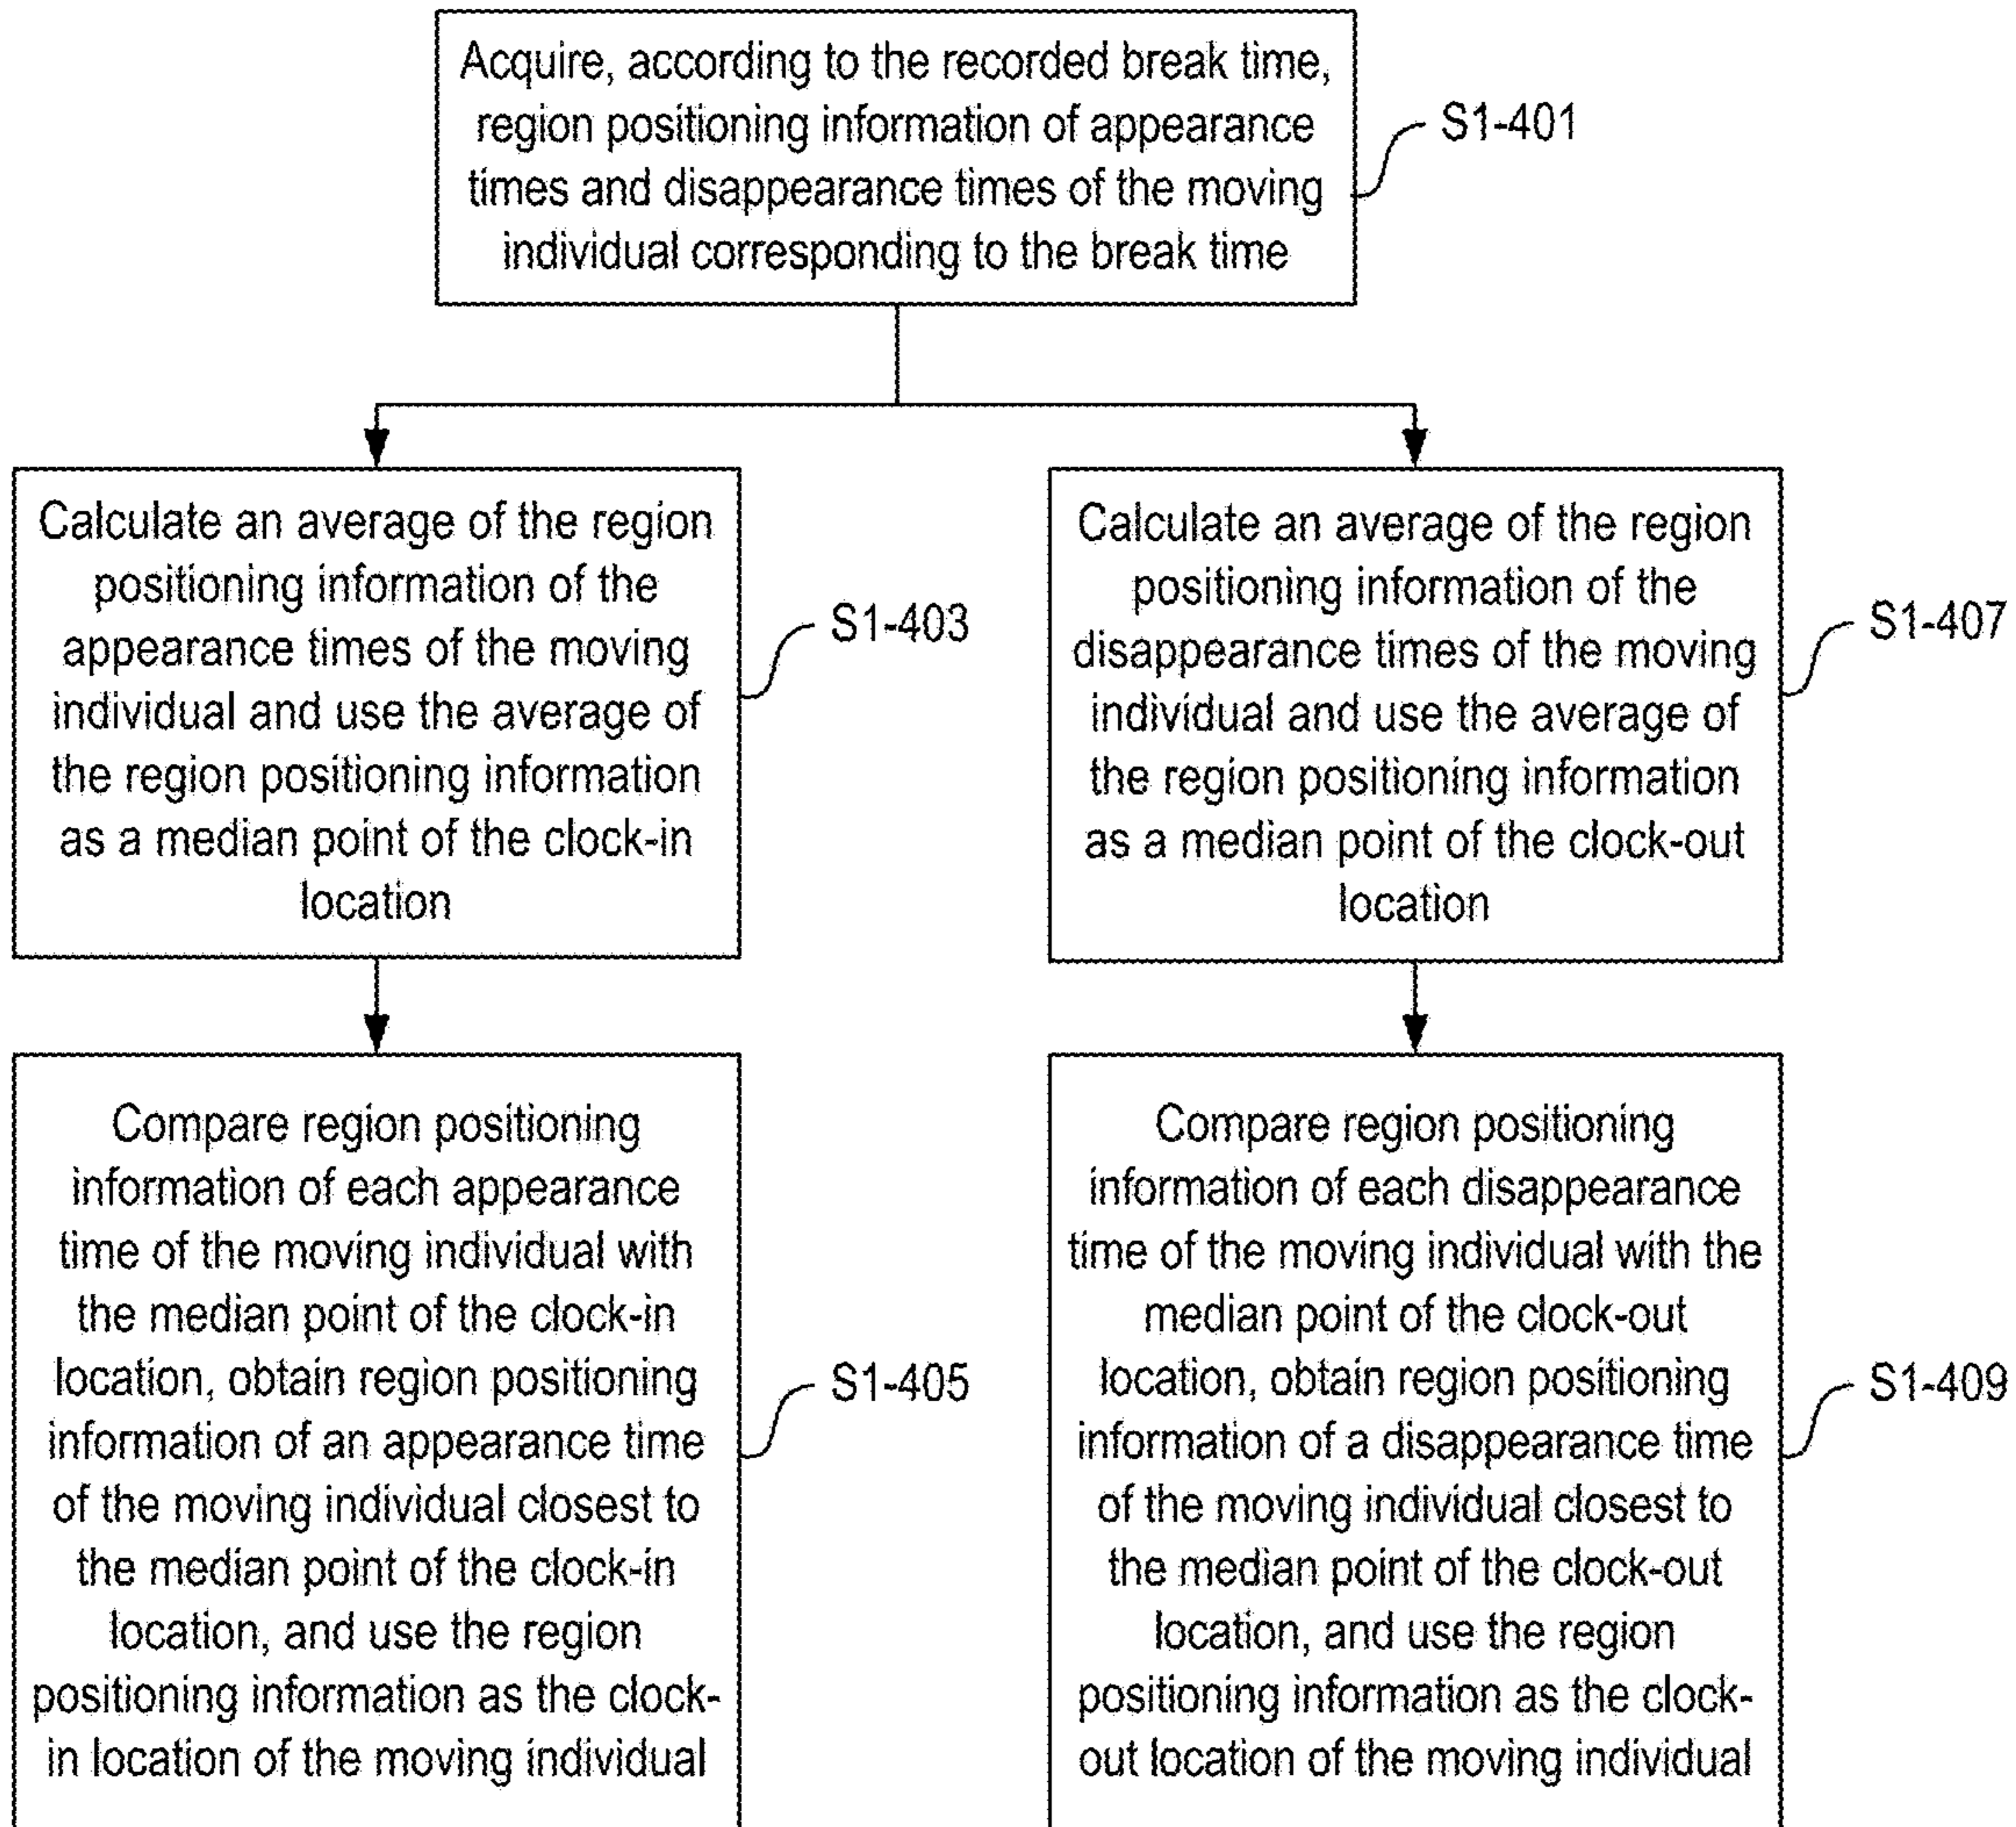 Acquire, according to the recorded break time,
region positioning information of appearance
times and disappearance times of the moving
individual corresponding to the break time
S1-401
Calculate an average of the region
positioning information of the
appearance times of the moving
individual and use the average of
the region positioning information
as a median point of the clock-in
location
S1-403
Calculate an average of the region
positioning information of the
disappearance times of the moving
individual and use the average of
the region positioning information
as a median point of the clock-out
location
S1-407
Compare region positioning
information of each appearance
time of the moving individual with
the median point of the clock-in
location, obtain region positioning
information of an appearance time
of the moving individual closest to
the median point of the clock-in
location, and use the region
positioning information as the clock-
in location of the moving individual
S1-405
Compare region positioning
information of each disappearance
time of the moving individual with the
median point of the clock-out
location, obtain region positioning
information of a disappearance time
of the moving individual closest to
the median point of the clock-out
location, and use the region
positioning information as the clock-
out location of the moving individual
S1-409